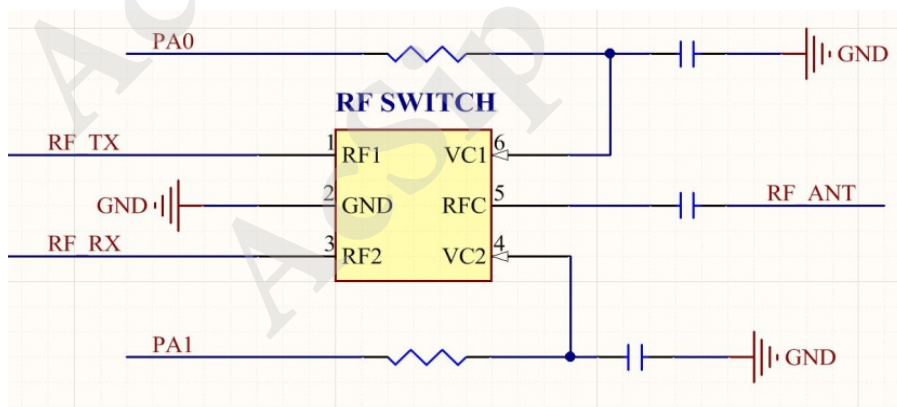 PA0
GND
RF SWITCH
RF_TX
1
RF1
VC1
6
GND
2
GND
RFC
5
RF_ANT
RF_RX
3
RF2
VC2
4
PA1
GND
AcSip